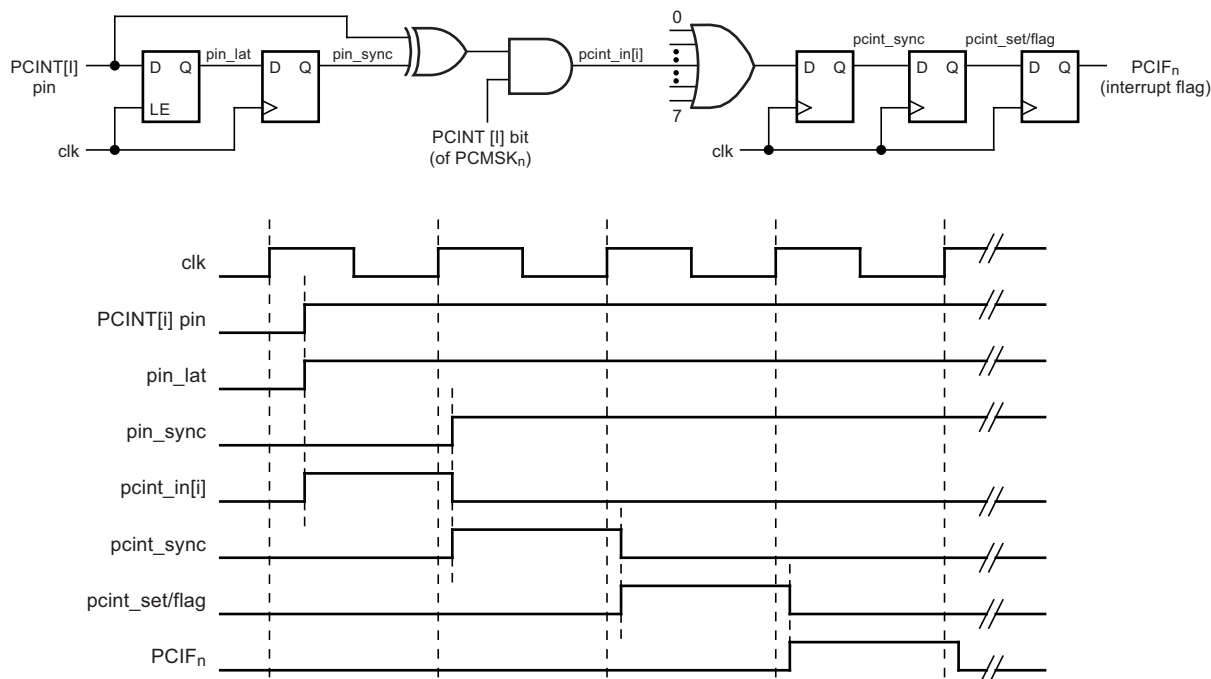 0
pin_lat
pin_sync
pcint_in[i]
pcint_sync
pcint_set/flag
PCINT[I]
pin
D Q
LE
D Q
D Q
D Q
D Q
PCIFn
(interrupt flag)
7
clk
PCINT [I] bit
(of PCMSKn)
clk
clk
PCINT[i] pin
pin_lat
pin_sync
pcint_in[i]
pcint_sync
pcint_set/flag
PCIFn